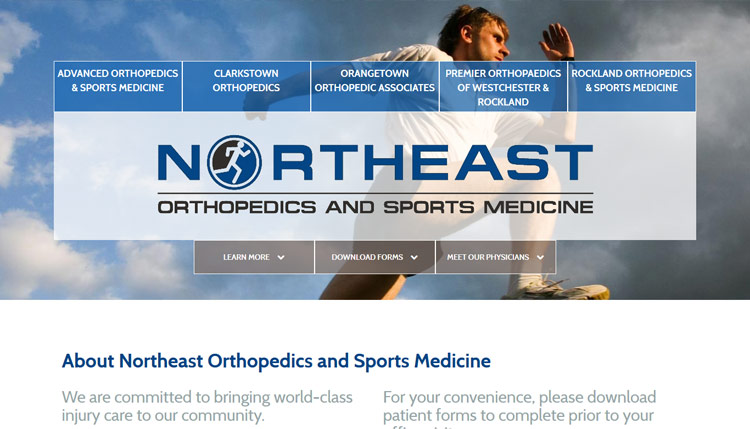 ADVANCED ORTHOPEDICS
& SPORTS MEDICINE
CLARKSTOWN
ORTHOPEDICS
ORANGETOWN
ORTHOPEDIC ASSOCIATES
PREMIER ORTHOPAEDICS
OF WESTCHESTER &
ROCKLAND
ROCKLAND ORTHOPEDICS
& SPORTS MEDICINE
NORTHEAST
ORTHOPEDICS AND SPORTS MEDICINE
LEARN MORE
DOWNLOAD FORMS
MEET OUR PHYSICIANS
About Northeast Orthopedics and Sports Medicine
We are committed to bringing world-class
injury care to our community.
For your convenience, please download
patient forms to complete prior to your